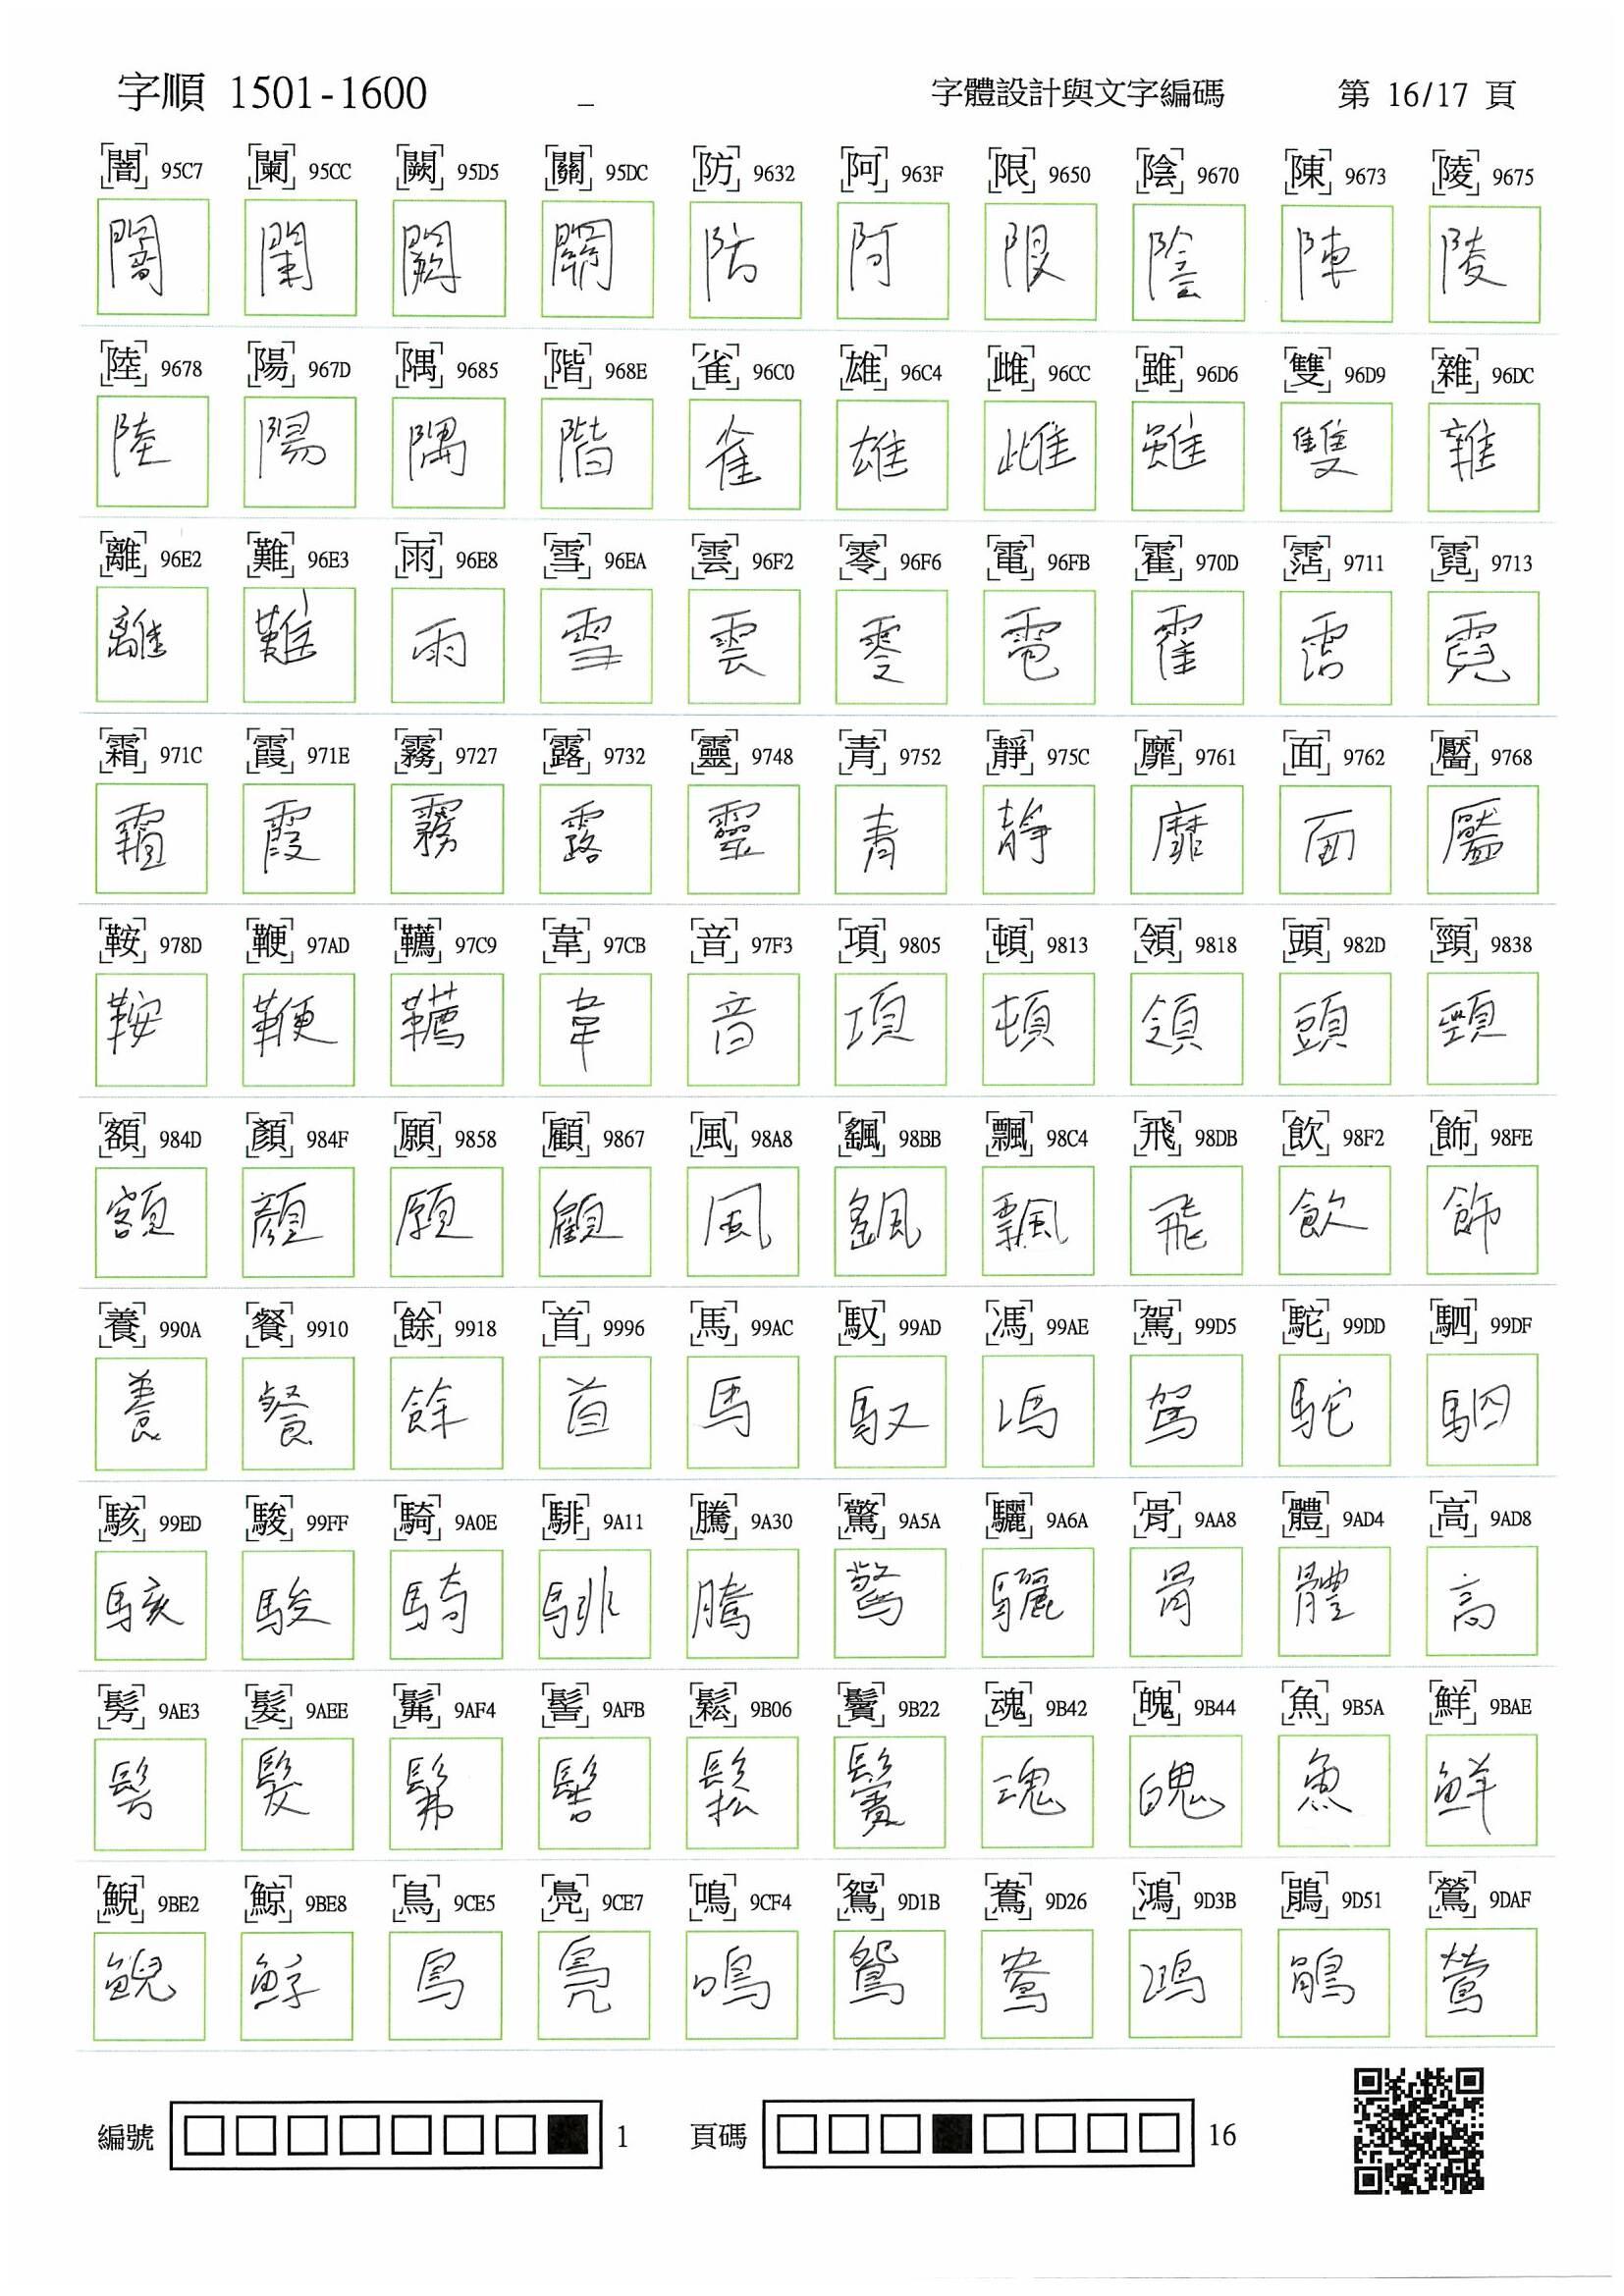 字順 1501-1600 _ 字體設計與文字編碼 第 16/17 頁
闇 95C7 闌 95CC 闕 95D5 關 95DC 防 9632 阿 963F 限 9650 陰 9670 陳 9673 陵 9675
闇 闌 闕 關 防 阿 限 陰 陳 陵
陸 9678 陽 967D 隅 9685 階 968E 雀 96C0 雄 96C4 雌 96CC 雖 96D6 雙 96D9 雜 96DC
陸 陽 隅 階 雀 雄 雌 雖 雙 雜
離 96E2 難 96E3 雨 96E8 雪 96EA 雲 96F2 零 96F6 電 96FB 霍 970D 霑 9711 霓 9713
離 難 雨 雪 雲 零 電 霍 霑 霓
霜 971C 霞 971E 霧 9727 露 9732 靈 9748 青 9752 靜 975C 靡 9761 面 9762 靨 9768
霜 霞 霧 露 靈 青 靜 靡 面 靨
鞍 978D 鞭 97AD 韉 97C9 韋 97CB 音 97F3 項 9805 頓 9813 領 9818 頭 982D 頸 9838
鞍 鞭 韉 韋 音 項 頓 領 頭 頸
額 984D 顏 984F 願 9858 顧 9867 風 98A8 颻 98BB 飄 98C4 飛 98DB 飲 98F2 飾 98FE
額 顏 願 顧 風 颻 飄 飛 飲 飾
養 990A 餐 9910 餘 9918 首 9996 馬 99AC 馭 99AD 馮 99AE 駕 99D5 駝 99DD 駟 99DF
養 餐 餘 首 馬 馭 馮 駕 駝 駟
駭 99ED 駿 99FF 騎 9A0E 騑 9A11 騰 9A30 驚 9A5A 驪 9A6A 骨 9AA8 體 9AD4 高 9AD8
駭 駿 騎 騑 騰 驚 驪 骨 體 高
髣 9AE3 髮 9AEE 髴 9AF4 髻 9AFB 鬆 9B06 鬢 9B22 魂 9B42 魄 9B44 魚 9B5A 鮮 9BAE
髣 髮 髴 髻 鬆 鬢 魂 魄 魚 鮮
鯢 9BE2 鯨 9BE8 鳥 9CE5 鳧 9CE7 鳴 9CF4 鴛 9D1B 鴦 9D26 鴻 9D3B 鵑 9D51 鶯 9DAF
鯢 鯨 鳥 鳧 鳴 鴛 鴦 鴻 鵑 鶯
編號 1 頁碼 16